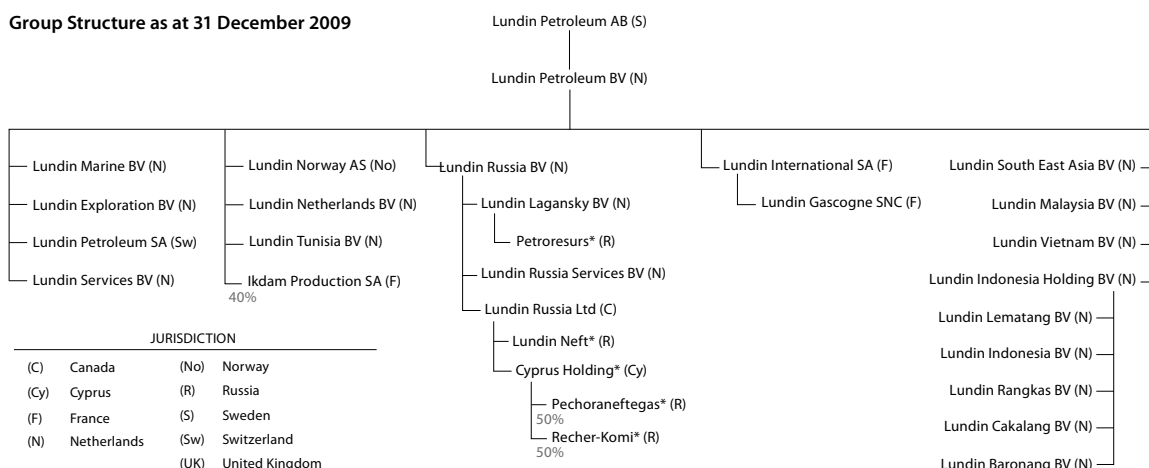 Group Structure as at 31 December 2009
Lundin Petroleum AB (S)
Lundin Petroleum BV (N)
Lundin Marine BV (N)
Lundin Exploration BV (N)
Lundin Petroleum SA (Sw)
Lundin Services BV (N)
Lundin Norway AS (No)
Lundin Netherlands BV (N)
Lundin Tunisia BV (N)
Ikdam Production SA (F)
40%
Lundin Russia BV (N)
Lundin Lagansky BV (N)
Petroresurs* (R)
Lundin Russia Services BV (N)
Lundin Russia Ltd (C)
Lundin Neft* (R)
Cyprus Holding* (Cy)
Pechoraneftegas* (R)
50%
Recher-Komi* (R)
50%
Lundin International SA (F)
Lundin Gascogne SNC (F)
Lundin South East Asia BV (N)
Lundin Malaysia BV (N)
Lundin Vietnam BV (N)
Lundin Indonesia Holding BV (N)
Lundin Lematang BV (N)
Lundin Indonesia BV (N)
Lundin Rangkas BV (N)
Lundin Cakalang BV (N)
Lundin Baronang BV (N)
JURISDICTION
(C) Canada (No) Norway
(Cy) Cyprus (R) Russia
(F) France (S) Sweden
(N) Netherlands (Sw) Switzerland
(UK) United Kingdom